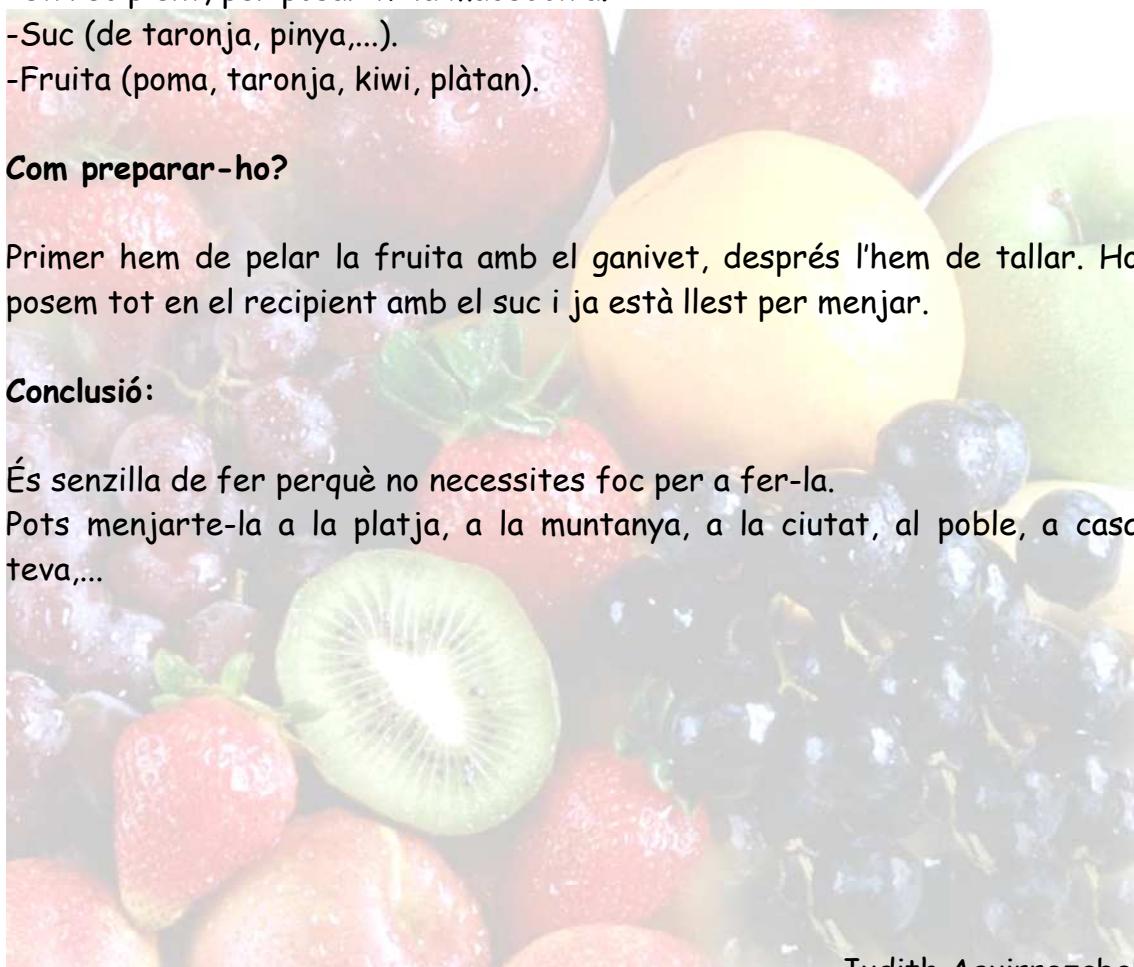 -Suc (de taronja, pinya,...).
-Fruita (poma, taronja, kiwi, plàtan).
Com preparar-ho?
Primer hem de pelar la fruita amb el ganivet, després l'hem de tallar. Ho
posem tot en el recipient amb el suc i ja està llest per menjar.
Conclusió:
És senzilla de fer perquè no necessites foc per a fer-la.
Pots menjarte-la a la platja, a la muntanya, a la ciutat, al poble, a casa
teva,...
Judith